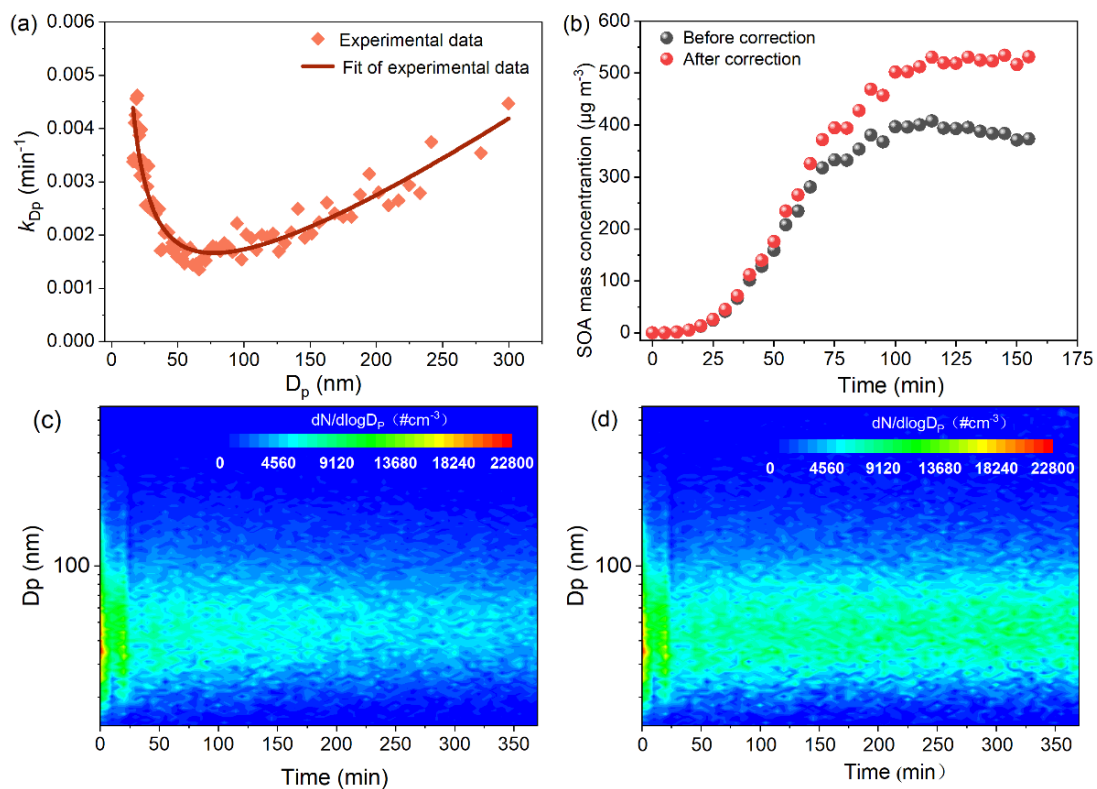 (a)
0.006
0.005
0.004
0.003
0.002
0.001
0.000
k_Dp (min⁻¹)
Experimental data
Fit of experimental data
0 50 100 150 200 250 300
D_p (nm)
(b)
600
500
400
300
200
100
0
SOA mass concentrantion (μg m⁻³)
Before correction
After correction
0 25 50 75 100 125 150 175
Time (min)
(c)
dN/dlogD_P（#cm⁻³）
0 4560 9120 13680 18240 22800
Dp (nm)
100
0 50 100 150 200 250 300 350
Time (min)
(d)
dN/dlogD_P（#cm⁻³）
0 4560 9120 13680 18240 22800
Dp (nm)
100
0 50 100 150 200 250 300 350
Time (min）